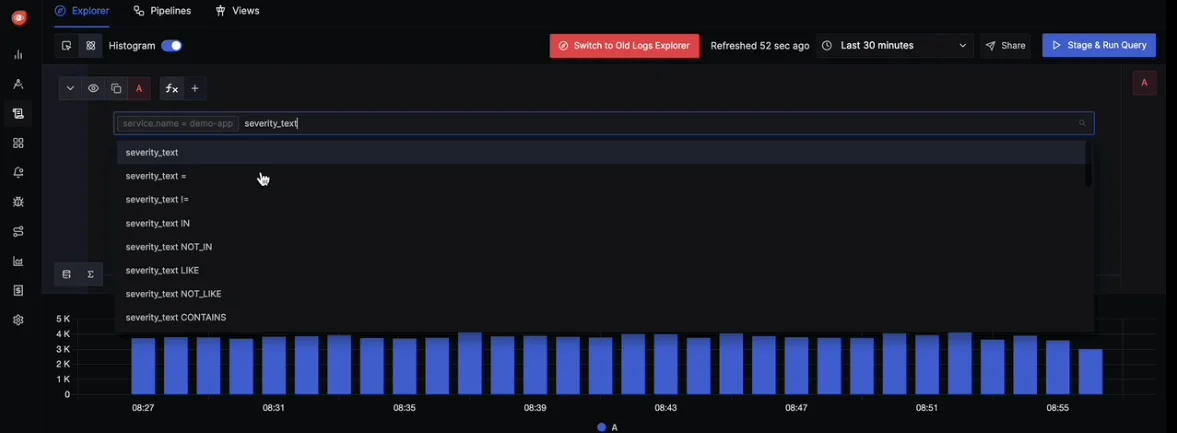 Explorer Pipelines Views
Histogram Switch to Old Logs Explorer Refreshed 52 sec ago Last 30 minutes Share Stage & Run Query
A fx + A
service.name = demo-app severity_text
severity_text
severity_text =
severity_text !=
severity_text IN
severity_text NOT_IN
severity_text LIKE
Σ
severity_text NOT_LIKE
severity_text CONTAINS
5 K
4 K
3 K
2 K
1 K
0
08:27 08:31 08:35 08:39 08:43 08:47 08:51 08:55
A